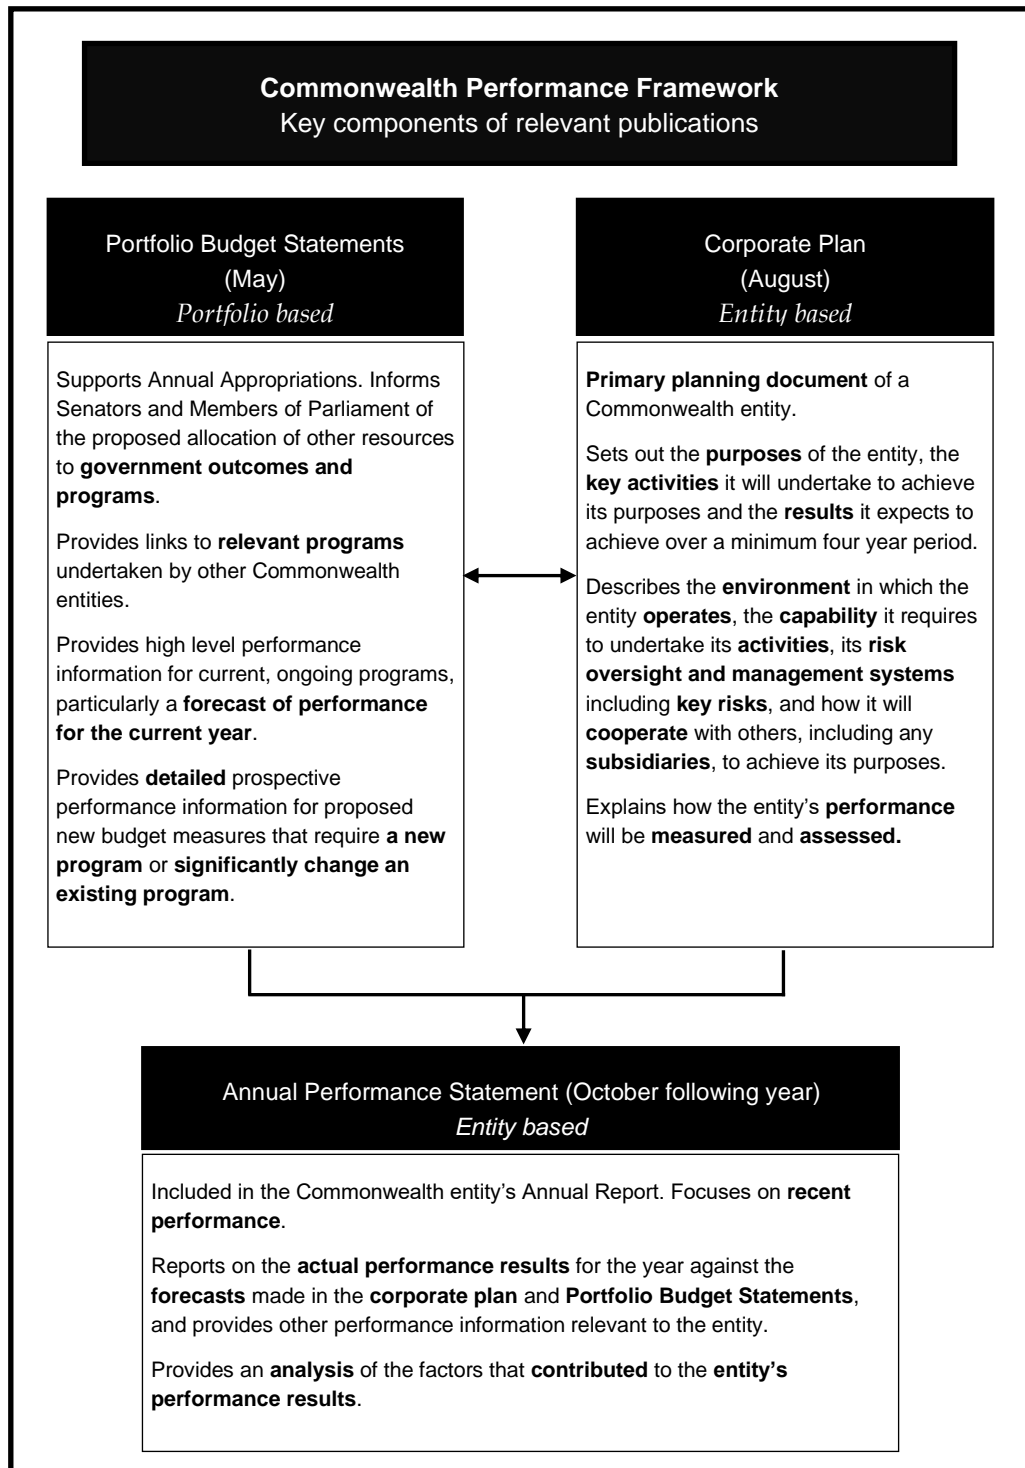 Commonwealth Performance Framework
Key components of relevant publications
Portfolio Budget Statements
(May)
Portfolio based
Supports Annual Appropriations. Informs
Senators and Members of Parliament of
the proposed allocation of other resources
to government outcomes and
programs.
Provides links to relevant programs
undertaken by other Commonwealth
entities.
Provides high level performance
information for current, ongoing programs,
particularly a forecast of performance
for the current year.
Provides detailed prospective
performance information for proposed
new budget measures that require a new
program or significantly change an
existing program.
Corporate Plan
(August)
Entity based
Primary planning document of a
Commonwealth entity.
Sets out the purposes of the entity, the
key activities it will undertake to achieve
its purposes and the results it expects to
achieve over a minimum four year period.
Describes the environment in which the
entity operates, the capability it requires
to undertake its activities, its risk
oversight and management systems
including key risks, and how it will
cooperate with others, including any
subsidiaries, to achieve its purposes.
Explains how the entity's performance
will be measured and assessed.
Annual Performance Statement (October following year)
Entity based
Included in the Commonwealth entity's Annual Report. Focuses on recent
performance.
Reports on the actual performance results for the year against the
forecasts made in the corporate plan and Portfolio Budget Statements,
and provides other performance information relevant to the entity.
Provides an analysis of the factors that contributed to the entity's
performance results.